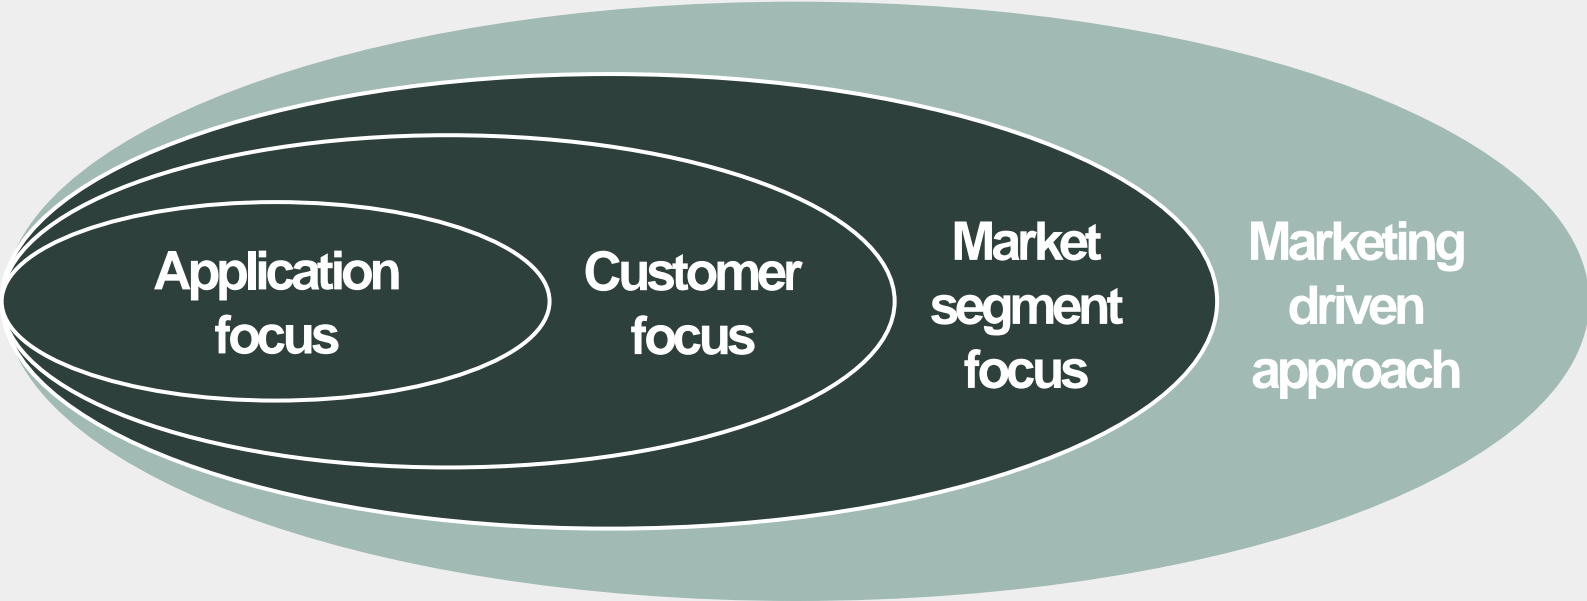 Application
focus
Customer
focus
Market
segment
focus
Marketing
driven
approach